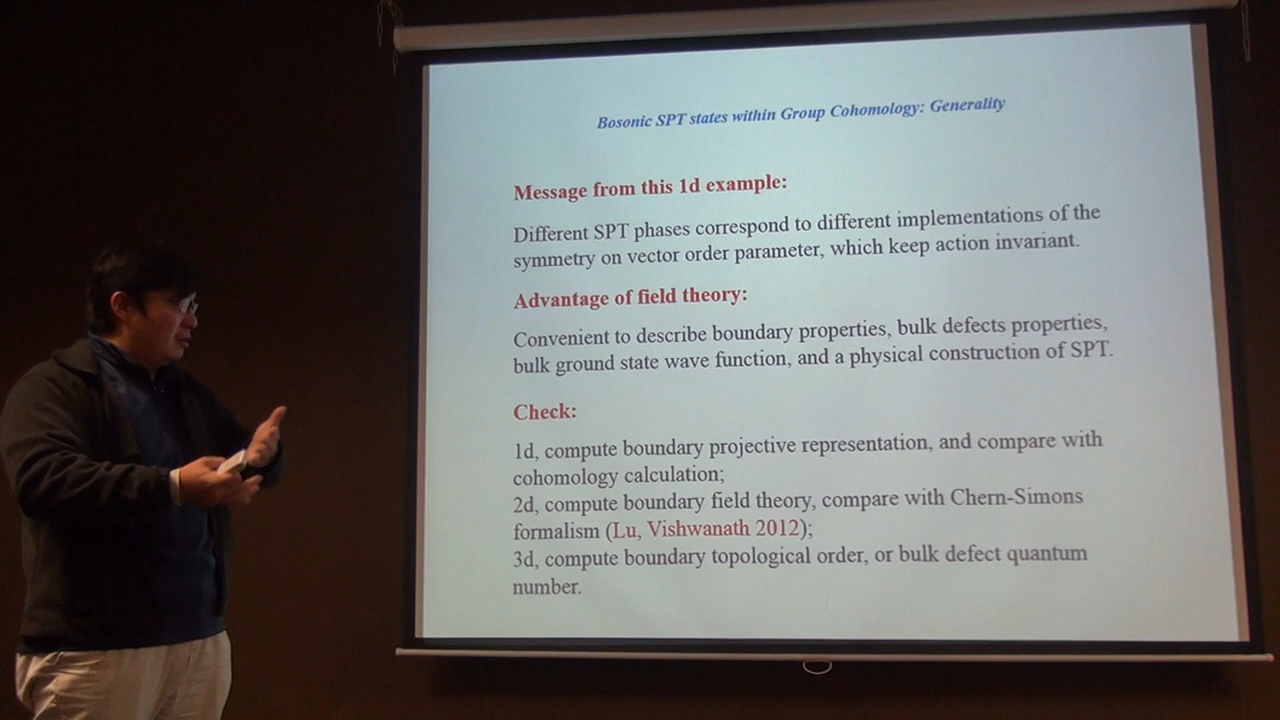 Bosonic SPT states within Group Cohomology: Generality
Message from this 1d example:
Different SPT phases correspond to different implementations of the
symmetry on vector order parameter, which keep action invariant.
Advantage of field theory:
Convenient to describe boundary properties, bulk defects properties,
bulk ground state wave function, and a physical construction of SPT.
Check:
1d, compute boundary projective representation, and compare with
cohomology calculation;
2d, compute boundary field theory, compare with Chern-Simons
formalism (Lu, Vishwanath 2012);
3d, compute boundary topological order, or bulk defect quantum
number.